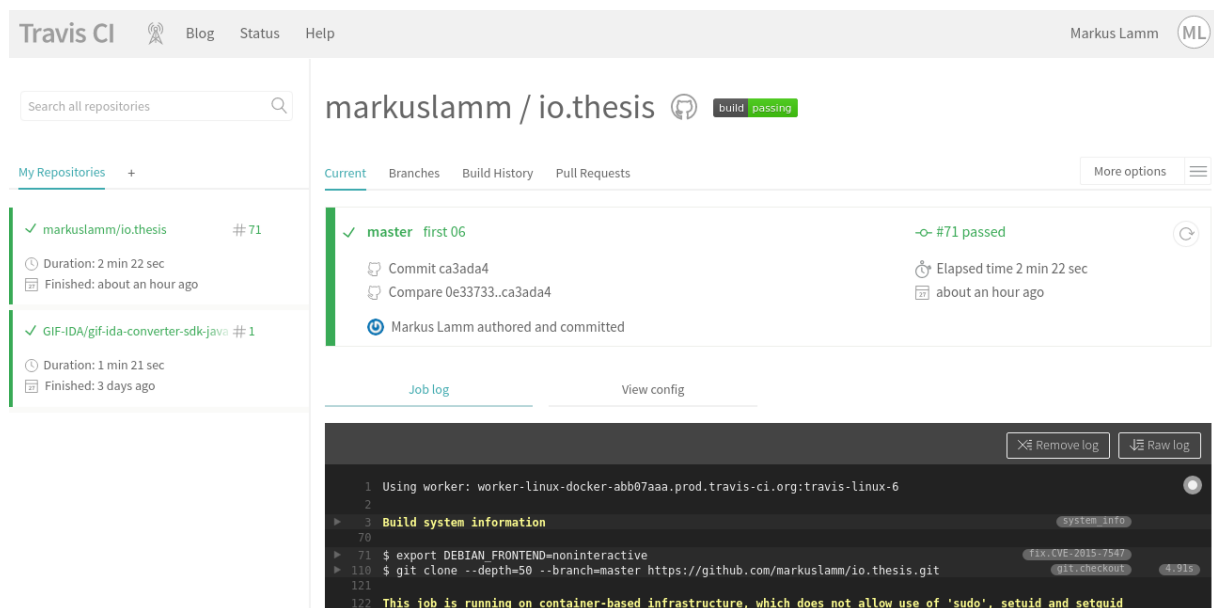 Travis CI Blog Status Help Markus Lamm ML
Search all repositories
markuslamm / io.thesis build passing
My Repositories +
Current Branches Build History Pull Requests More options
markuslamm/io.thesis # 71
Duration: 2 min 22 sec
Finished: about an hour ago
GIF-IDA/gif-ida-converter-sdk-java # 1
Duration: 1 min 21 sec
Finished: 3 days ago
master first 06 #71 passed
Commit ca3ada4 Elapsed time 2 min 22 sec
Compare 0e33733..ca3ada4 about an hour ago
Markus Lamm authored and committed
Job log View config
Remove log Raw log
1 Using worker: worker-linux-docker-abb07aaa.prod.travis-ci.org:travis-linux-6
2
3 Build system information system_info
70
71 $ export DEBIAN_FRONTEND=noninteractive fix.CVE-2015-7547
110 $ git clone --depth=50 --branch=master https://github.com/markuslamm/io.thesis.git git.checkout 4.91s
121
122 This job is running on container-based infrastructure, which does not allow use of 'sudo', setuid and setguid